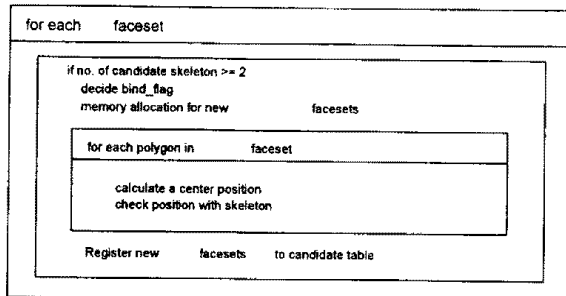 for each faceset
if no. of candidate skeleton >= 2
decide bind_flag
memory allocation for new facesets
for each polygon in faceset
calculate a center position
check position with skeleton
Register new facesets to candidate table